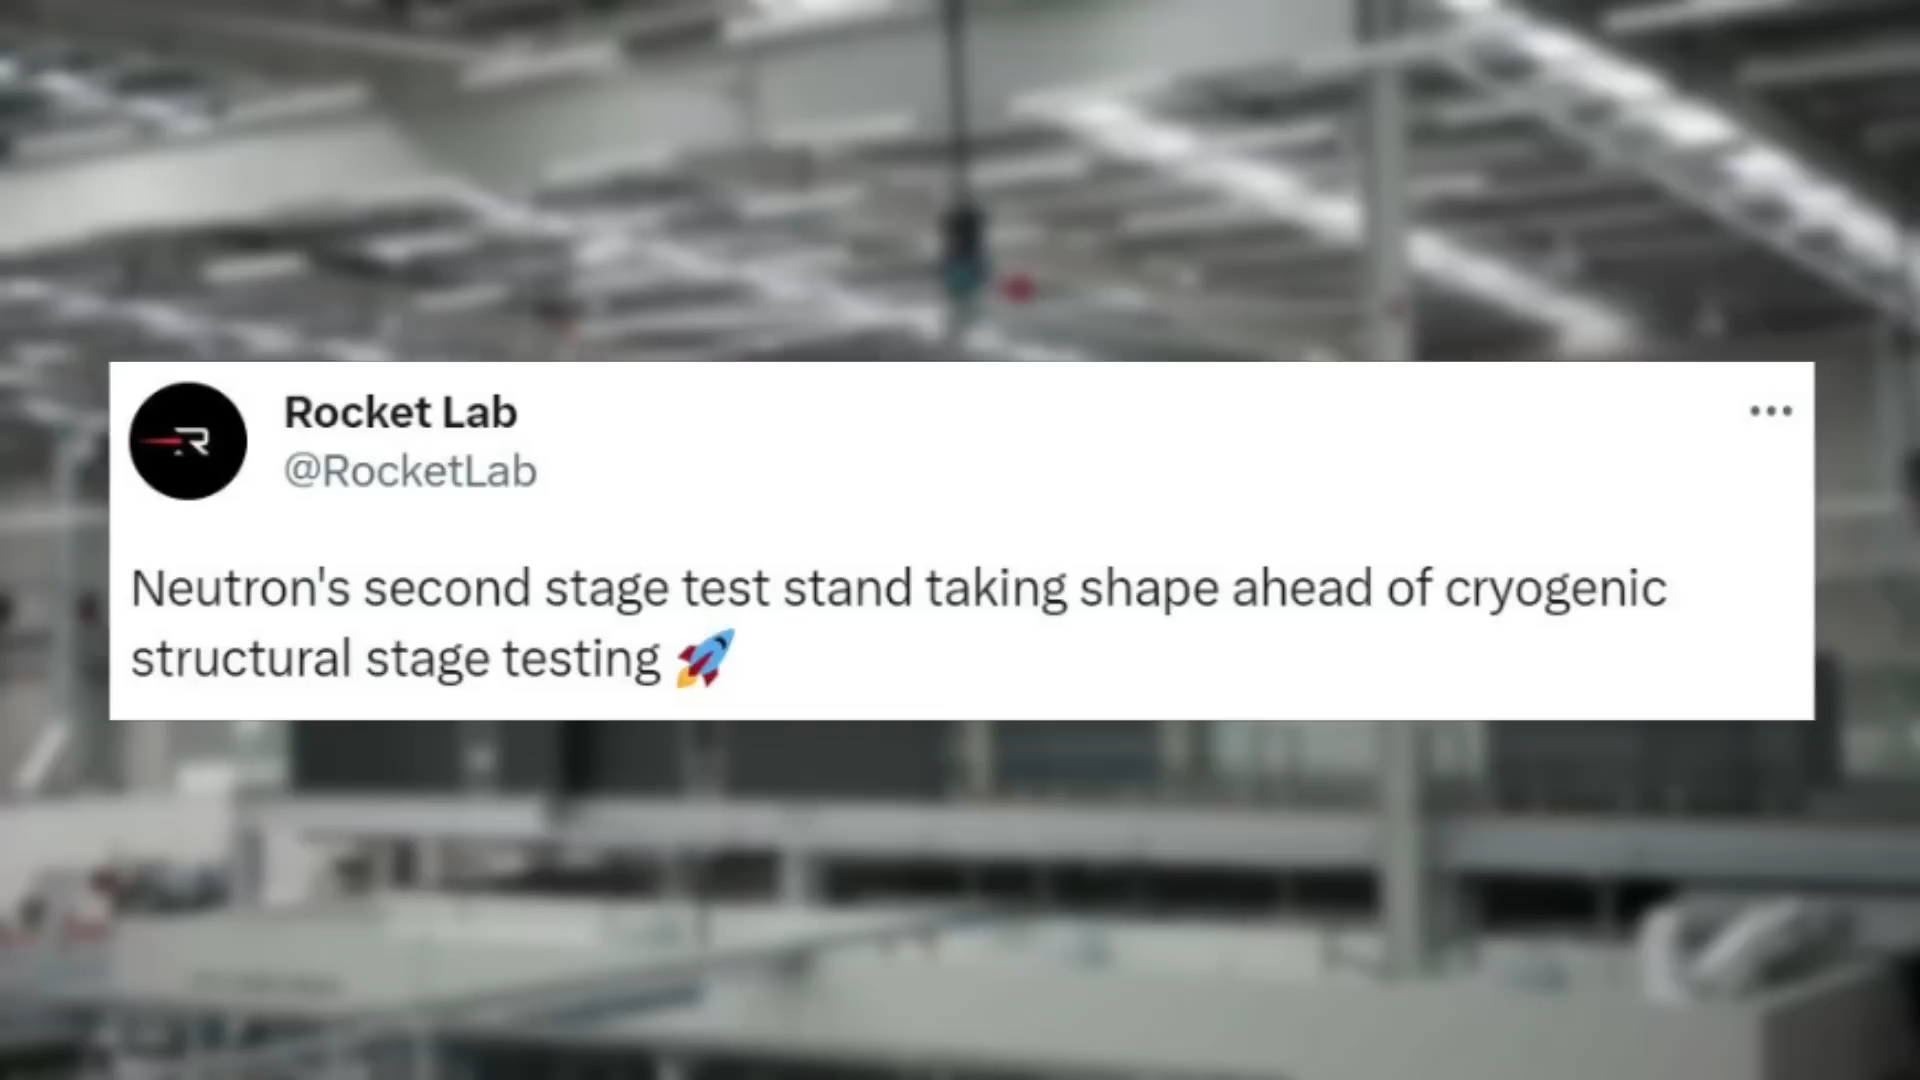 Rocket Lab
@RocketLab
Neutron's second stage test stand taking shape ahead of cryogenic
structural stage testing 🚀